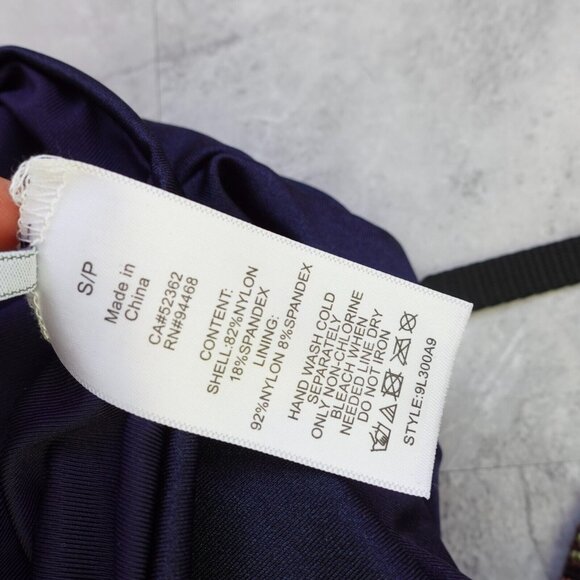 S/P
Made in
China
CA#52362
RN#94468
CONTENT:
SHELL:82%NYLON
18%SPANDEX
LINING:
92%NYLON 8%SPANDEX
HAND WASH COLD
SEPARATELY
ONLY NON-CHLORINE
BLEACH WHEN
NEEDED LINE DRY
DO NOT IRON
STYLE:9L300A9